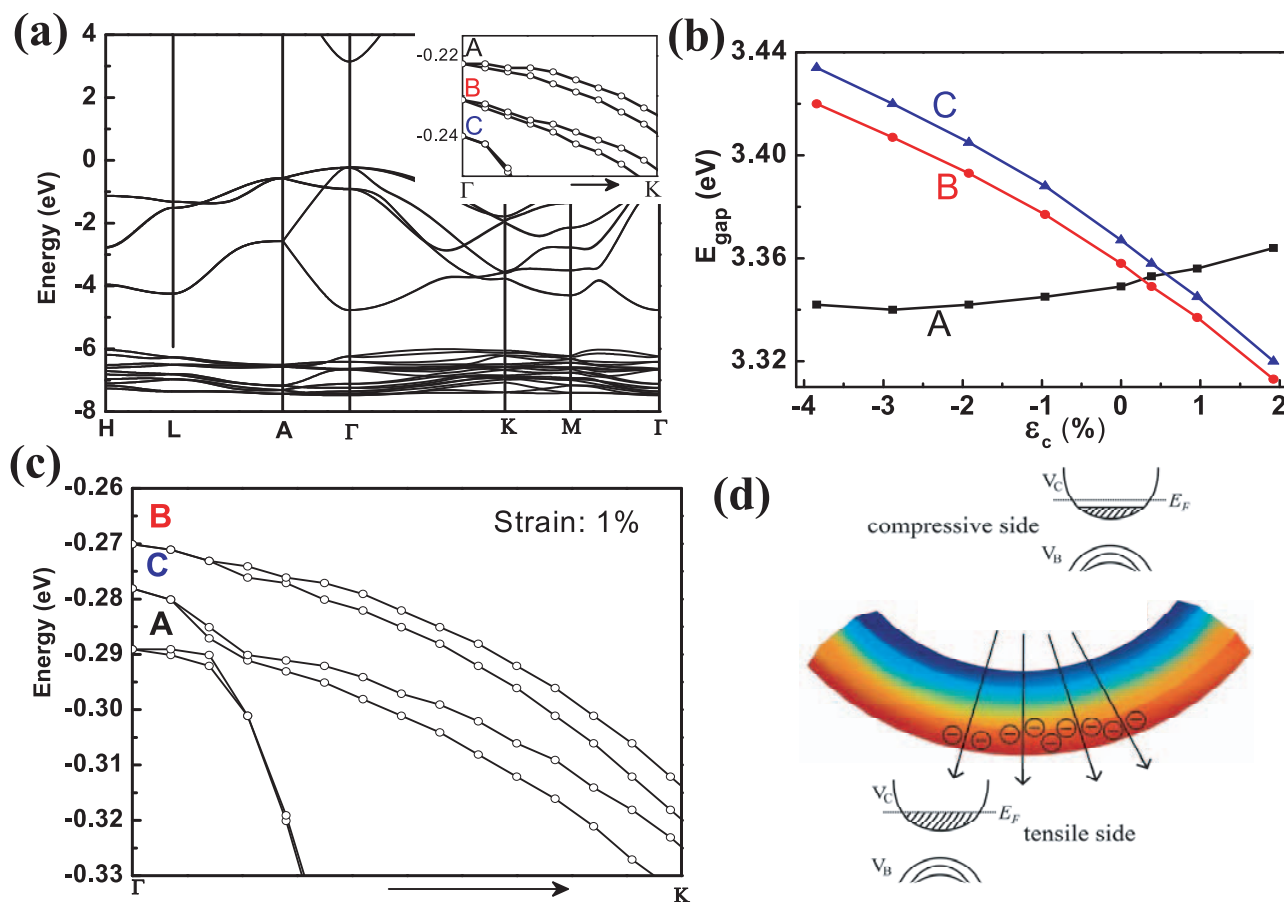 (a)
4
2
0
-2
-4
-6
-8
Energy (eV)
H L A Γ K M Γ
-0.22
-0.24
A
B
C
Γ K
(b)
3.44
3.40
3.36
3.32
E_gap (eV)
C
B
A
-4 -3 -2 -1 0 1 2
ε_c (%)
(c)
-0.26
-0.27
-0.28
-0.29
-0.30
-0.31
-0.32
-0.33
Energy (eV)
B
C
A
Strain: 1%
Γ K
(d)
V_C
E_F
compressive side
V_B
V_C
E_F
tensile side
V_B